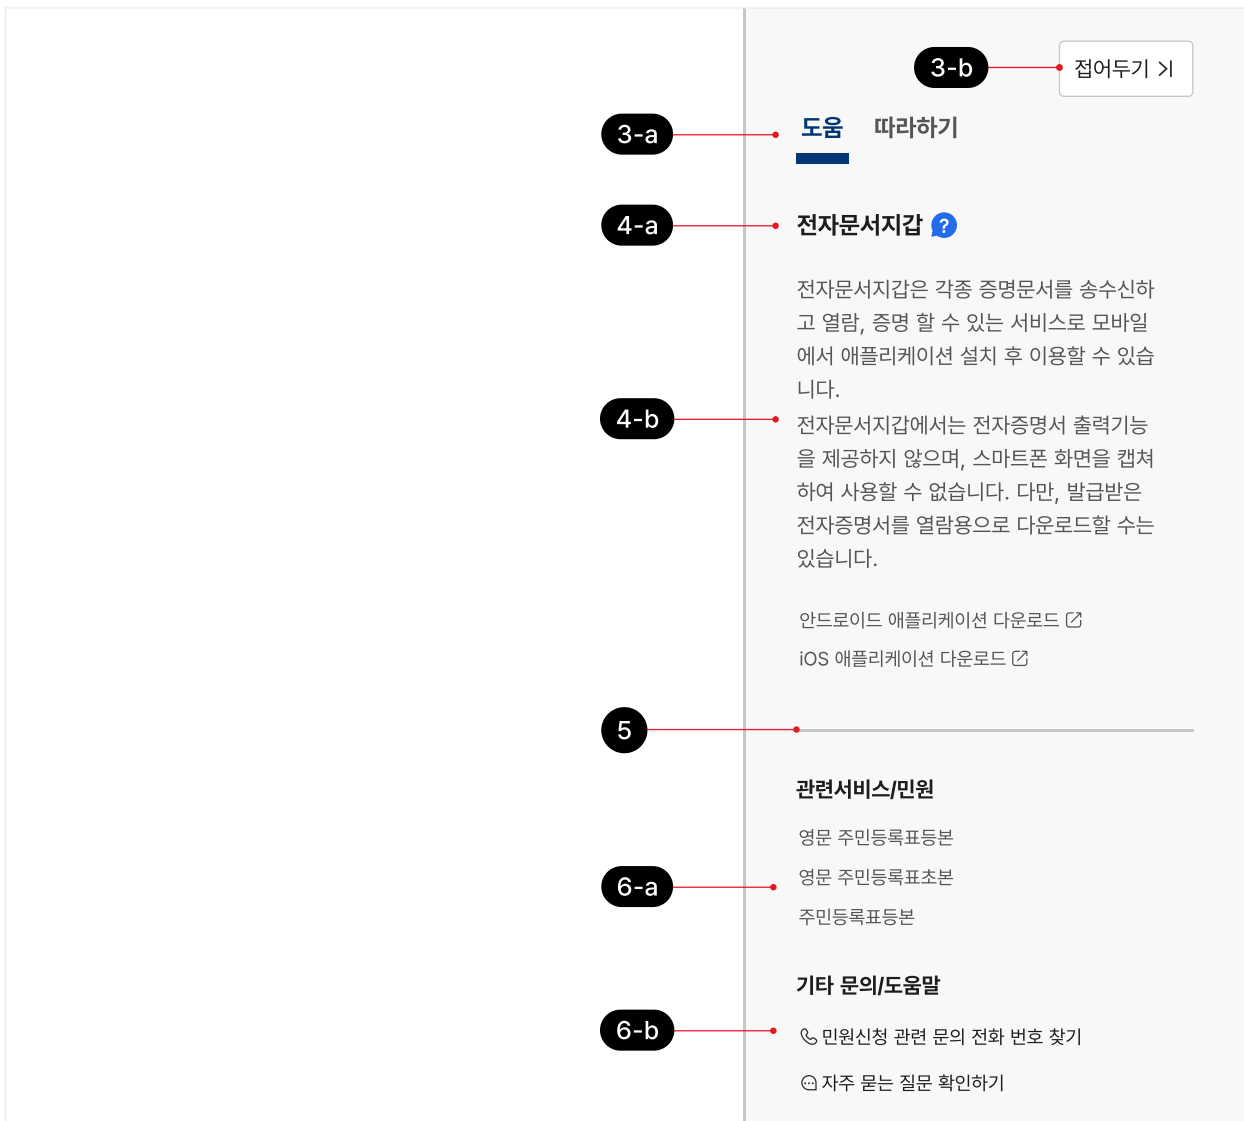 3-b
접어두기
3-a
도움 따라하기
4-a
전자문서지갑 ?
전자문서지갑은 각종 증명문서를 송수신하
고 열람, 증명 할 수 있는 서비스로 모바일
에서 애플리케이션 설치 후 이용할 수 있습
니다.
4-b
전자문서지갑에서는 전자증명서 출력기능
을 제공하지 않으며, 스마트폰 화면을 캡쳐
하여 사용할 수 없습니다. 다만, 발급받은
전자증명서를 열람용으로 다운로드할 수는
있습니다.
안드로이드 애플리케이션 다운로드
iOS 애플리케이션 다운로드
5
관련서비스/민원
영문 주민등록표등본
영문 주민등록표초본
6-a
주민등록표등본
기타 문의/도움말
6-b
민원신청 관련 문의 전화 번호 찾기
자주 묻는 질문 확인하기